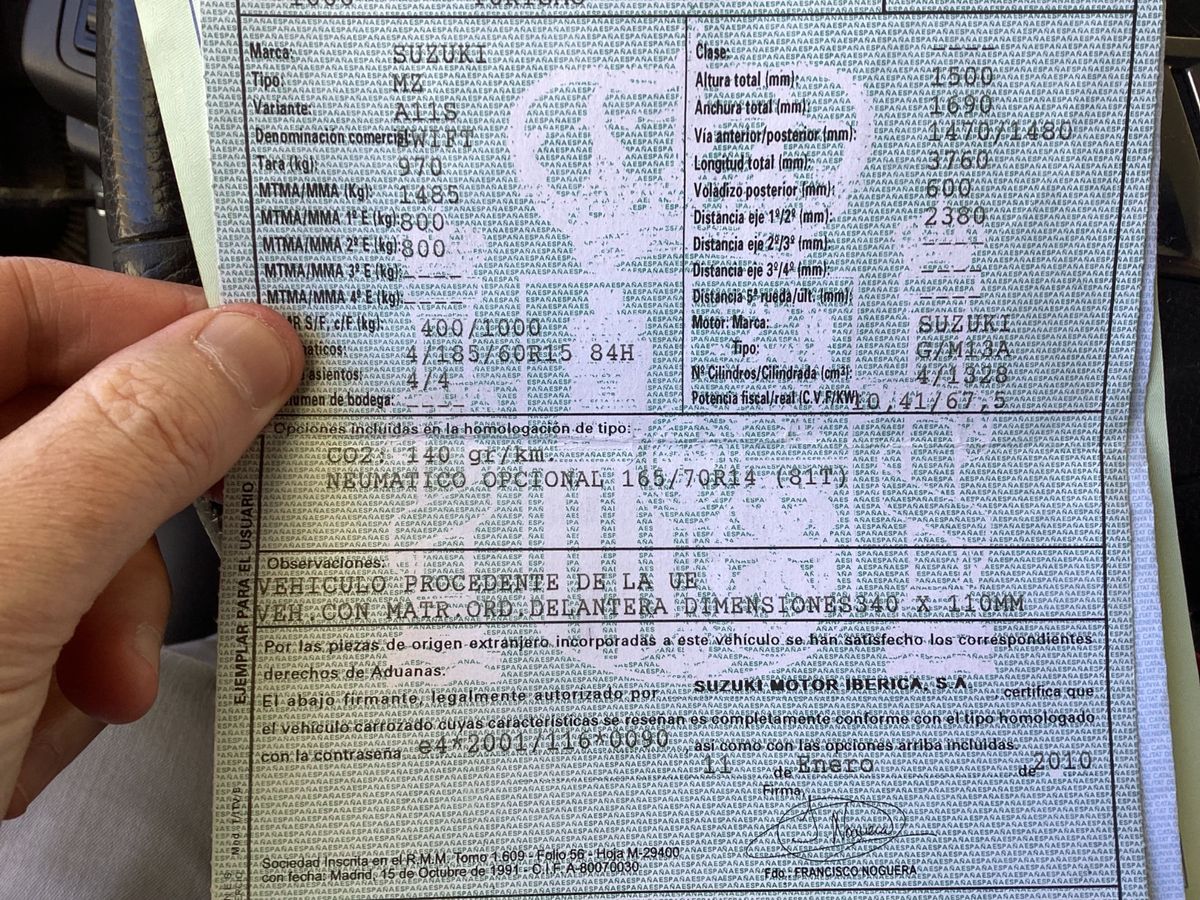 1000 TURISMO
Marca: SUZUKI
Tipo: MZ
Variante: A11S
Denominación comercial: SWIFT
Tara (kg): 970
MTMA/MMA (Kg): 1485
MTMA/MMA 1º E (kg): 800
MTMA/MMA 2º E (kg): 800
MTMA/MMA 3º E (kg): ----
MTMA/MMA 4º E (kg): ----
R S/F. c/F (kg): 400/1000
máticos: 4/185/60R15 84H
asientos: 4/4
lumen de bodega: ----
Clase: ----
Altura total (mm): 1500
Anchura total (mm): 1690
Vía anterior/posterior (mm): 1470/1480
Longitud total (mm): 3760
Voladizo posterior (mm): 600
Distancia eje 1º/2º (mm): 2380
Distancia eje 2º/3º (mm): ----
Distancia eje 3º/4º (mm): ----
Distancia 5ª rueda/últ. (mm): ----
Motor: Marca: SUZUKI
Tipo: G/M13A
Nº Cilindros/Cilindrada (cm³): 4/1328
Potencia fiscal/real (C.V.F/KW) 10,41/67,5
Opciones incluidas en la homologación de tipo:
CO2: 140 gr/km
NEUMATICO OPCIONAL 165/70R14 (81T)
Observaciones:
VEHICULO PROCEDENTE DE LA UE
VEH.CON MATR.ORD.DELANTERA DIMENSIONES340 X 110MM
Por las piezas de origen extranjero incorporadas a este vehículo se han satisfecho los correspondientes
derechos de Aduanas.
El abajo firmante, legalmente autorizado por SUZUKI MOTOR IBERICA, S.A. certifica que
el vehículo carrozado cuyas características se reseñan es completamente conforme con el tipo homologado
con la contraseña e4*2001/116*0090, así como con las opciones arriba incluidas.
11 de Enero de 2010
Firma,
Noguera
Fdo.: FRANCISCO NOGUERA
Sociedad Inscrita en el R.M.M. Tomo 1.609 - Folio 56 - Hoja M-29400
con fecha: Madrid, 15 de Octubre de 1991 - C.I.F. A-80070030
EJEMPLAR PARA EL USUARIO